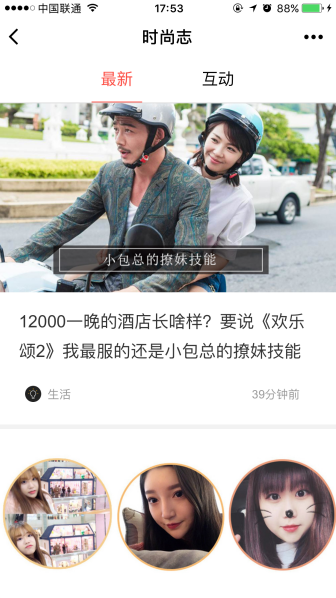 中国联通
17:53
88%
时尚志
最新
互动
小包总的撩妹技能
12000一晚的酒店长啥样？要说《欢乐
颂2》我最服的还是小包总的撩妹技能
生活
39分钟前